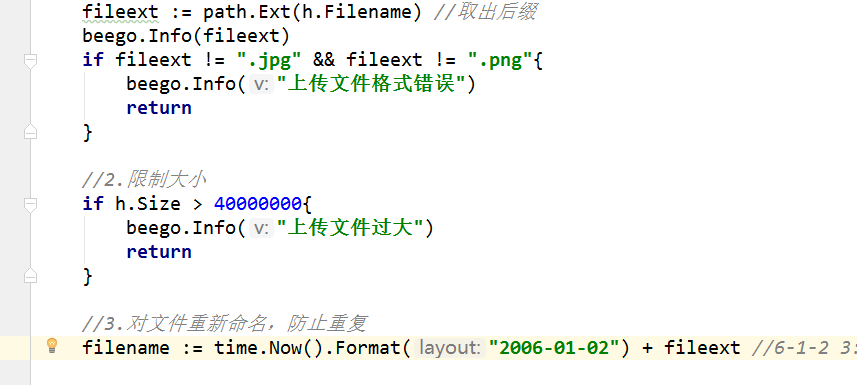 fileext := path.Ext(h.Filename) //取出后缀
beego.Info(fileext)
if fileext != ".jpg" && fileext != ".png"{
beego.Info( v: "上传文件格式错误")
return
}
//2.限制大小
if h.Size > 40000000{
beego.Info( v: "上传文件过大")
return
}
//3.对文件重新命名，防止重复
filename := time.Now().Format( layout: "2006-01-02") + fileext //6-1-2 3: